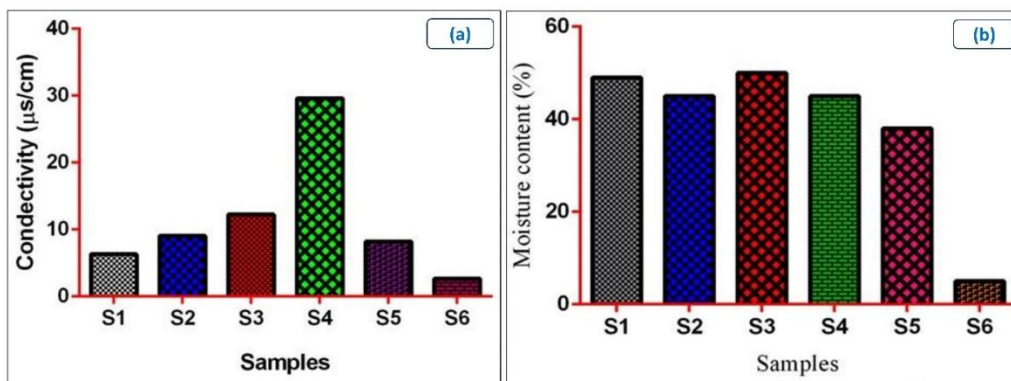 (a)
Condectivity (µs/cm)
40
30
20
10
0
S1 S2 S3 S4 S5 S6
Samples
(b)
Moisture content (%)
60
40
20
0
S1 S2 S3 S4 S5 S6
Samples